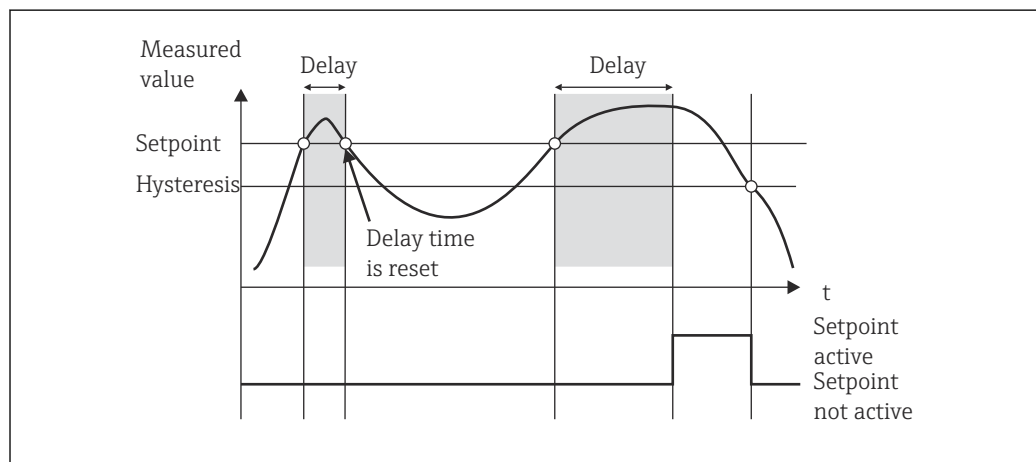 Measured
value
Delay
Delay
Setpoint
Hysteresis
Delay time
is reset
t
Setpoint
active
Setpoint
not active